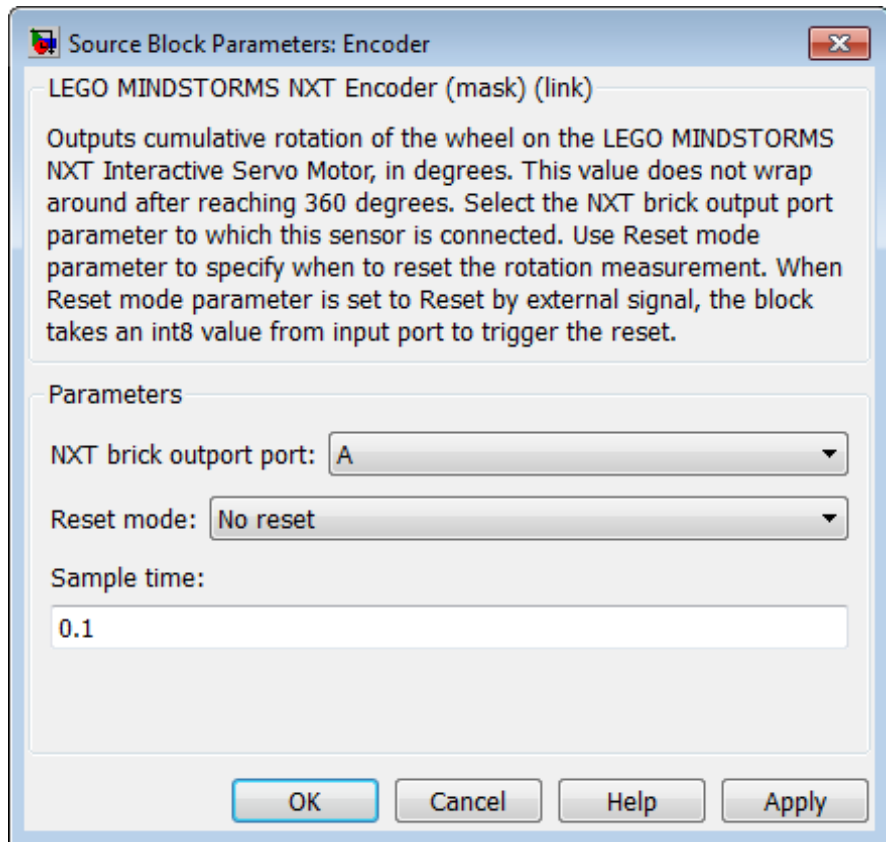 Source Block Parameters: Encoder
LEGO MINDSTORMS NXT Encoder (mask) (link)
Outputs cumulative rotation of the wheel on the LEGO MINDSTORMS
NXT Interactive Servo Motor, in degrees. This value does not wrap
around after reaching 360 degrees. Select the NXT brick output port
parameter to which this sensor is connected. Use Reset mode
parameter to specify when to reset the rotation measurement. When
Reset mode parameter is set to Reset by external signal, the block
takes an int8 value from input port to trigger the reset.
Parameters
NXT brick outport port: A
Reset mode: No reset
Sample time:
0.1
OK Cancel Help Apply